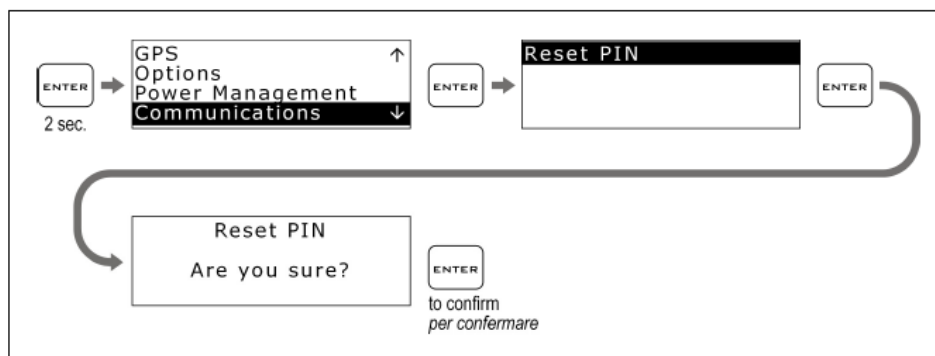 ENTER
2 sec.
GPS ↑
Options
Power Management
Communications ↓
ENTER
Reset PIN
ENTER
Reset PIN
Are you sure?
ENTER
to confirm
per confermare